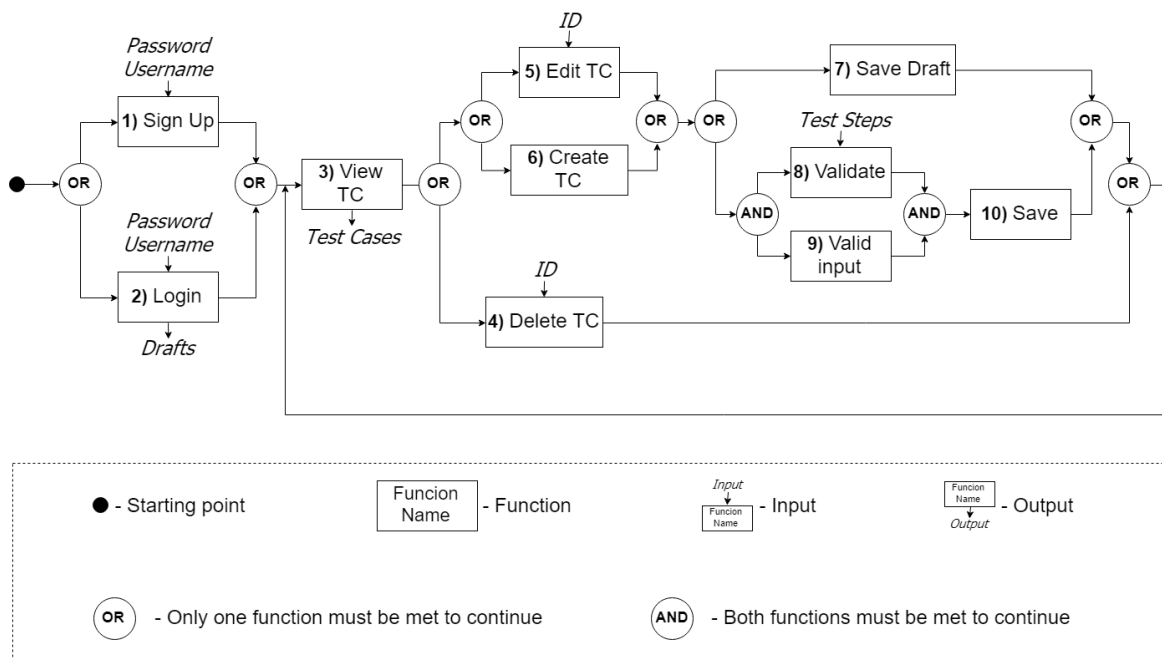 Password
Username
1) Sign Up
OR
OR
Password
Username
2) Login
Drafts
3) View
TC
Test Cases
OR
ID
5) Edit TC
OR
6) Create
TC
OR
OR
ID
4) Delete TC
7) Save Draft
Test Steps
8) Validate
AND
9) Valid
input
AND
10) Save
OR
OR
- Starting point
Funcion
Name
- Function
Input
Funcion
Name
- Input
Funcion
Name
Output
- Output
OR
- Only one function must be met to continue
AND
- Both functions must be met to continue